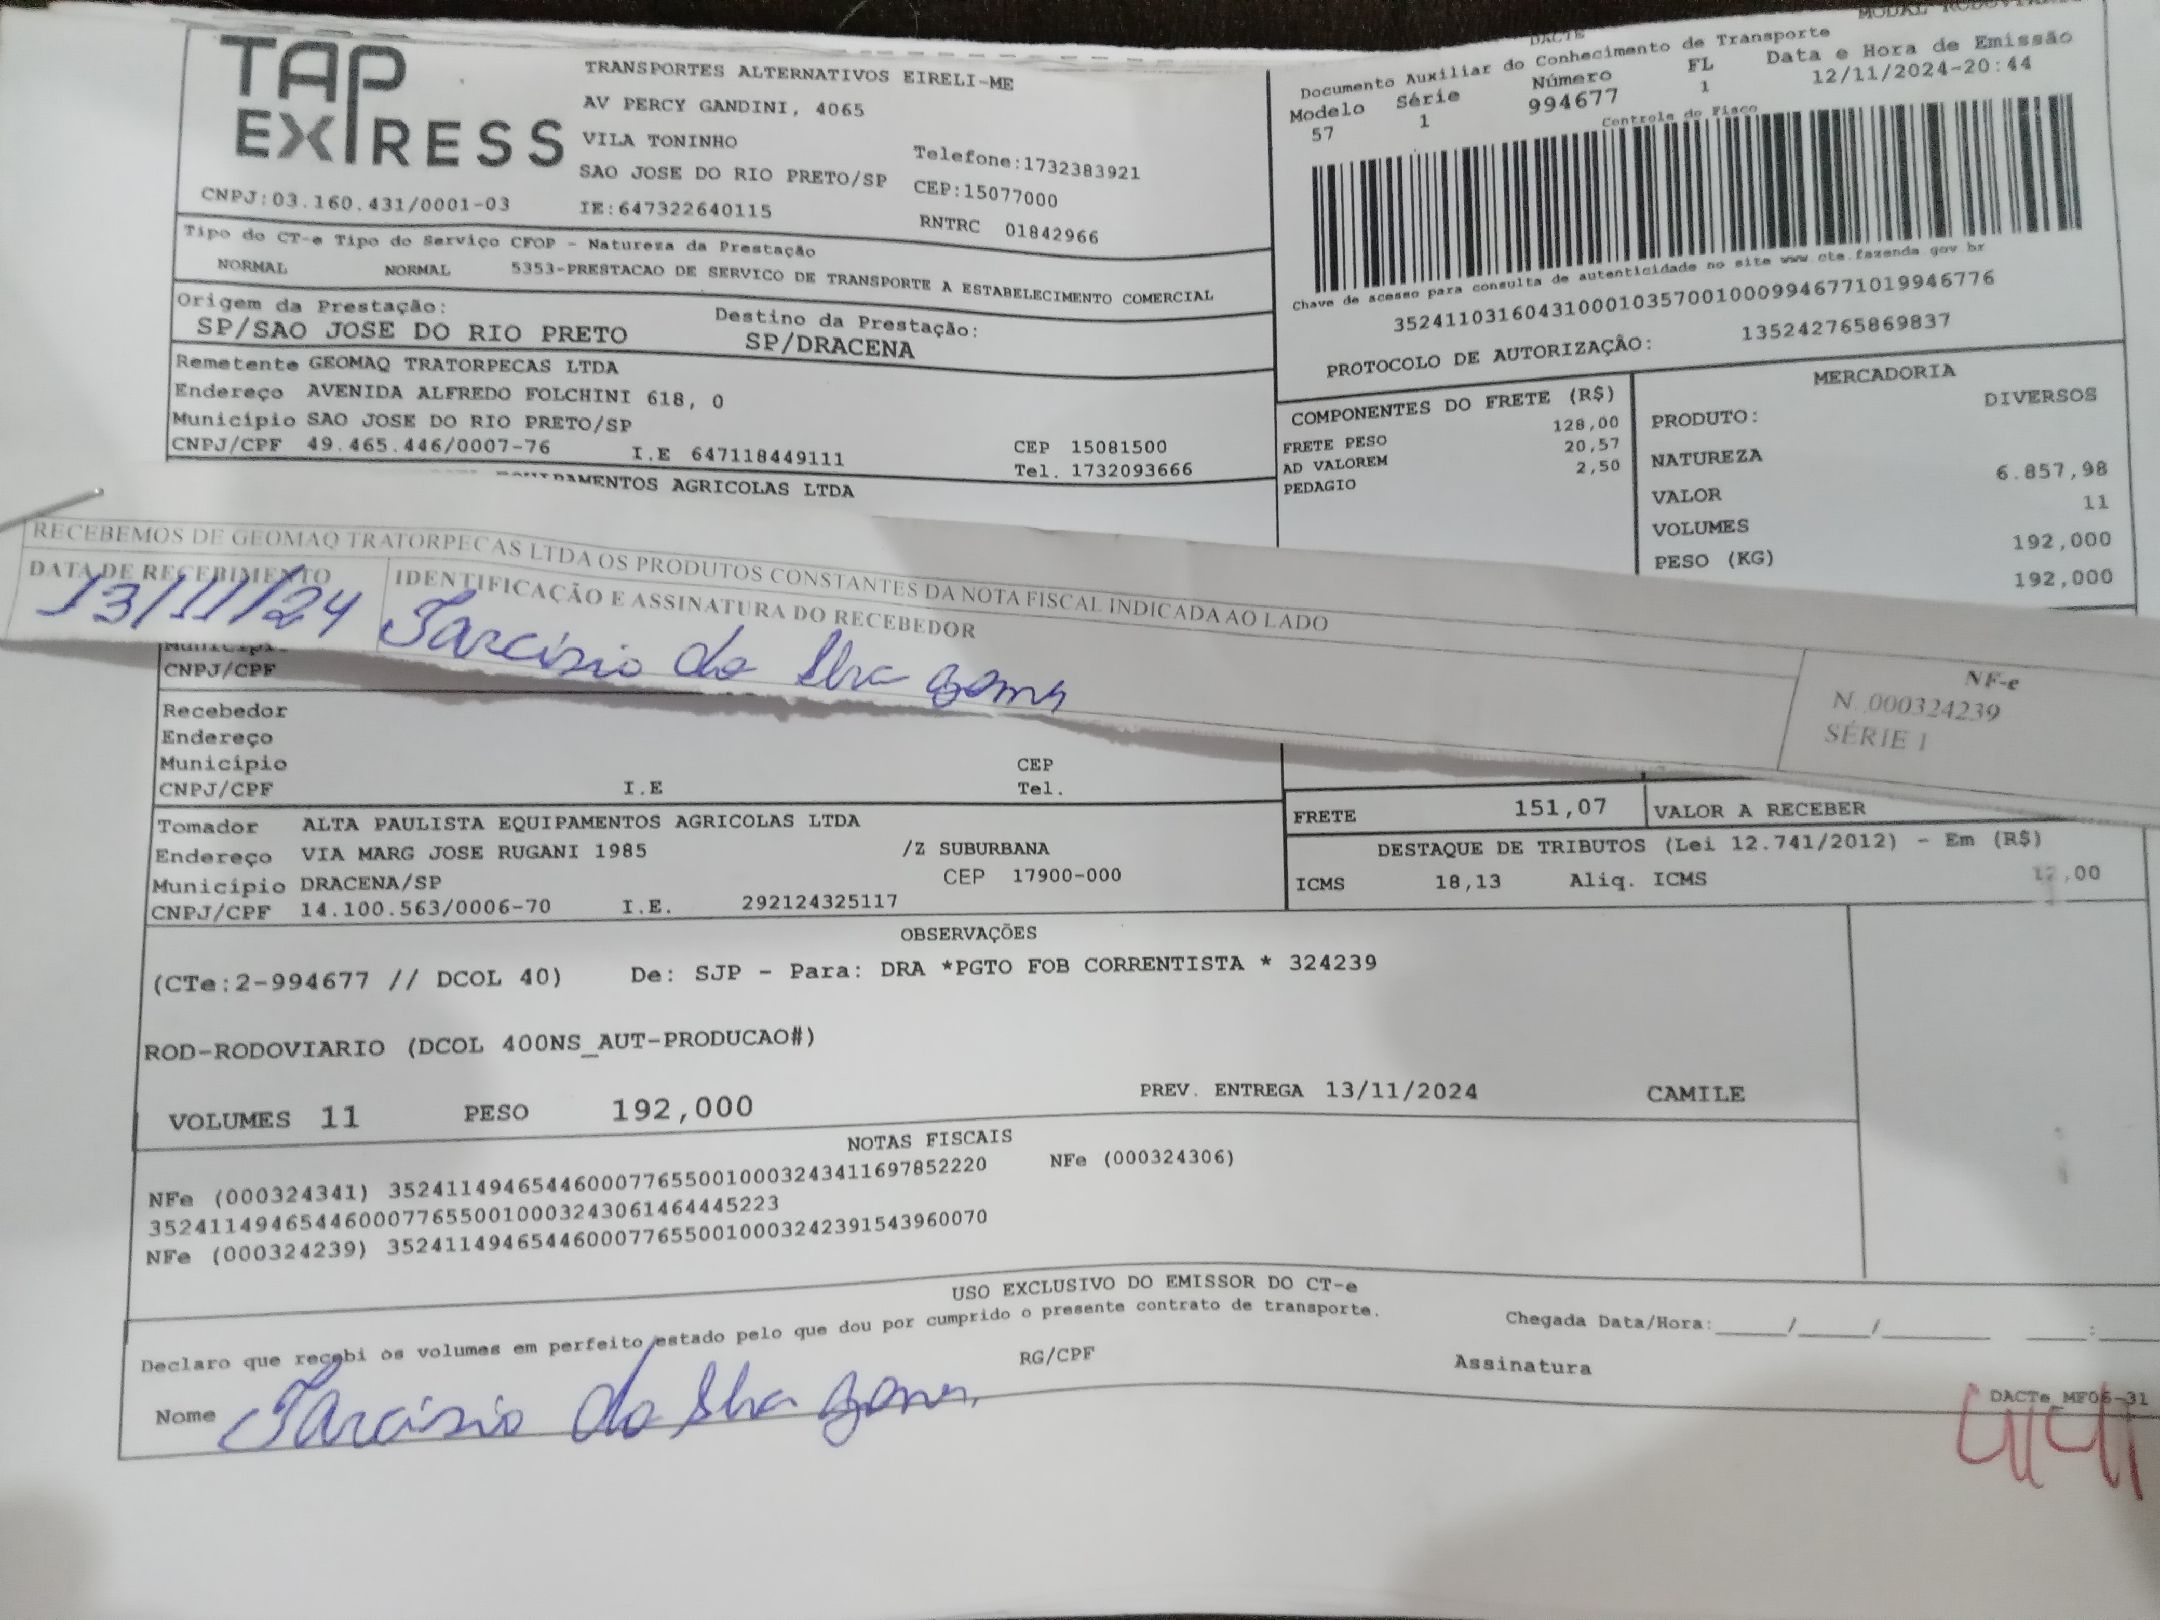 TAP EXPRESS
TRANSPORTES ALTERNATIVOS EIRELI-ME
AV PERCY GANDINI, 4065
VILA TONINHO
SAO JOSE DO RIO PRETO/SP
Telefone:1732383921
CEP:15077000
CNPJ:03.160.431/0001-03
IE:647322640115
RNTRC 01842966
DACTE
Documento Auxiliar do Conhecimento de Transporte
Modelo Série Número FL Data e Hora de Emissão
57 1 994677 1 12/11/2024-20:44
Controle do Fisco
Chave de acesso para consulta de autenticidade no site www.cte.fazenda gov br
35241103160431000103570010009946771019946776
PROTOCOLO DE AUTORIZAÇÃO: 135242765869837
Tipo do CT-e Tipo do Serviço CFOP - Natureza da Prestação
NORMAL NORMAL 5353-PRESTACAO DE SERVICO DE TRANSPORTE A ESTABELECIMENTO COMERCIAL
Origem da Prestação:
SP/SAO JOSE DO RIO PRETO
Destino da Prestação:
SP/DRACENA
Remetente GEOMAQ TRATORPECAS LTDA
Endereço AVENIDA ALFREDO FOLCHINI 618, 0
Município SAO JOSE DO RIO PRETO/SP
CNPJ/CPF 49.465.446/0007-76 I.E 647118449111
CEP 15081500
Tel. 1732093666
AGRICOLAS LTDA
COMPONENTES DO FRETE (R$)
FRETE PESO 128,00
AD VALOREM 20,57
PEDAGIO 2,50
MERCADORIA
PRODUTO: DIVERSOS
NATUREZA
VALOR 6.857,98
VOLUMES 11
PESO (KG) 192,000
192,000
RECEBEMOS DE GEOMAQ TRATORPECAS LTDA OS PRODUTOS CONSTANTES DA NOTA FISCAL INDICADA AO LADO
DATA DE RECEBIMENTO
13/11/24
IDENTIFICAÇÃO E ASSINATURA DO RECEBEDOR
Tarcisio da Silva Gomes
NF-e
N. 000324239
SÉRIE 1
CNPJ/CPF
Recebedor
Endereço
Município CEP
CNPJ/CPF I.E Tel.
Tomador ALTA PAULISTA EQUIPAMENTOS AGRICOLAS LTDA
Endereço VIA MARG JOSE RUGANI 1985 /Z SUBURBANA
Município DRACENA/SP CEP 17900-000
CNPJ/CPF 14.100.563/0006-70 I.E. 292124325117
FRETE 151,07 VALOR A RECEBER
DESTAQUE DE TRIBUTOS (Lei 12.741/2012) - Em (R$)
ICMS 18,13 Aliq. ICMS 12,00
OBSERVAÇÕES
(CTe:2-994677 // DCOL 40) De: SJP - Para: DRA *PGTO FOB CORRENTISTA * 324239
ROD-RODOVIARIO (DCOL 400NS_AUT-PRODUCAO#)
VOLUMES 11 PESO 192,000 PREV. ENTREGA 13/11/2024 CAMILE
NOTAS FISCAIS
NFe (000324341) 35241149465446000776550010003243411697852220 NFe (000324306)
35241149465446000776550010003243061464445223
NFe (000324239) 35241149465446000776550010003242391543960070
USO EXCLUSIVO DO EMISSOR DO CT-e
Declaro que recebi os volumes em perfeito estado pelo que dou por cumprido o presente contrato de transporte.
Chegada Data/Hora:____/____/____ __:__
Nome Tarcisio da Silva Gomes RG/CPF Assinatura
DACTe_MF06-31